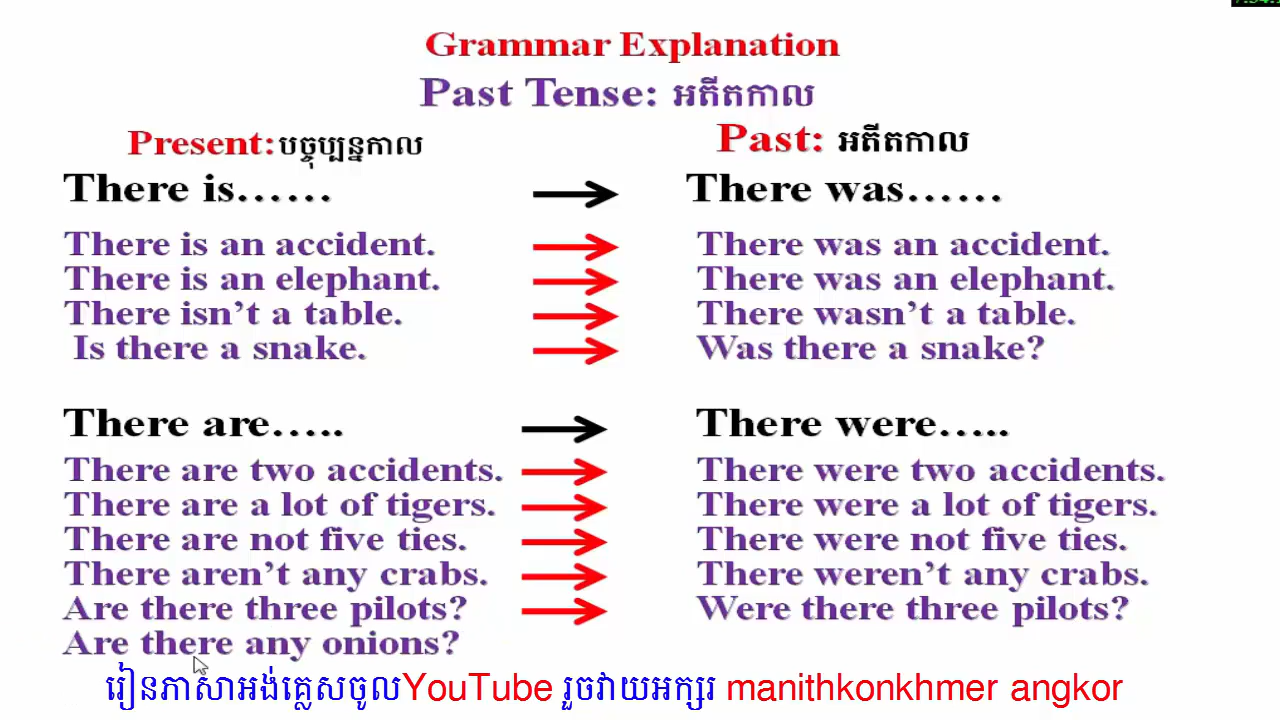 Grammar Explanation
Past Tense: អតីតកាល
Present: បច្ចុប្បន្នកាល
Past: អតីតកាល
There is……
There was……
There is an accident.
There was an accident.
There is an elephant.
There was an elephant.
There isn’t a table.
There wasn’t a table.
Is there a snake.
Was there a snake?
There are…..
There were…..
There are two accidents.
There were two accidents.
There are a lot of tigers.
There were a lot of tigers.
There are not five ties.
There were not five ties.
There aren’t any crabs.
There weren’t any crabs.
Are there three pilots?
Were there three pilots?
Are there any onions?
រៀនភាសាអង់គ្លេសចូលYouTube រួចវាយអក្សរ manithkonkhmer angkor